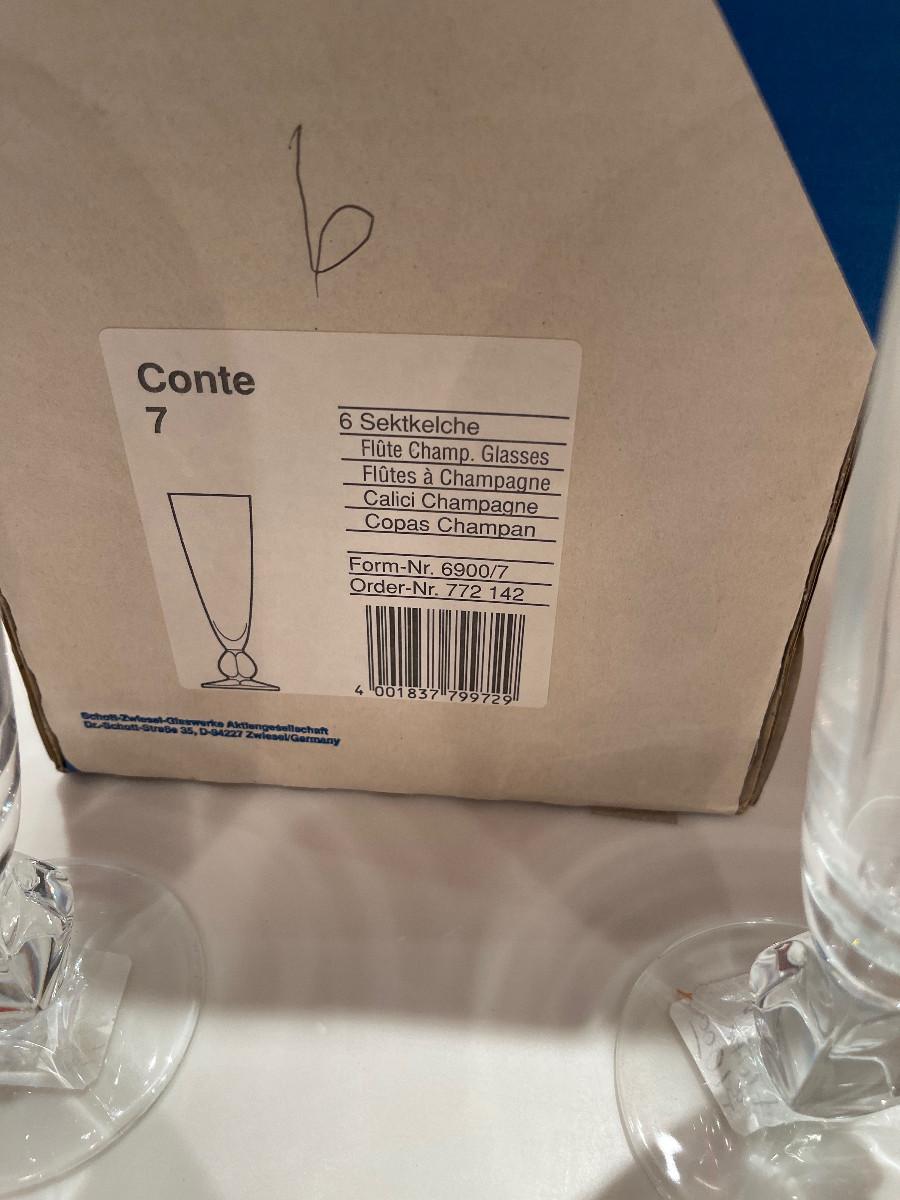 6
Conte
7
6 Sektkelche
Flûte Champ. Glasses
Flûtes à Champagne
Calici Champagne
Copas Champan
Form-Nr. 6900/7
Order-Nr. 772 142
4 001837 799729
Schott-Zwiesel-Glaswerke Aktiengesellschaft
Dr.-Schott-Straße 35, D-94227 Zwiesel/Germany